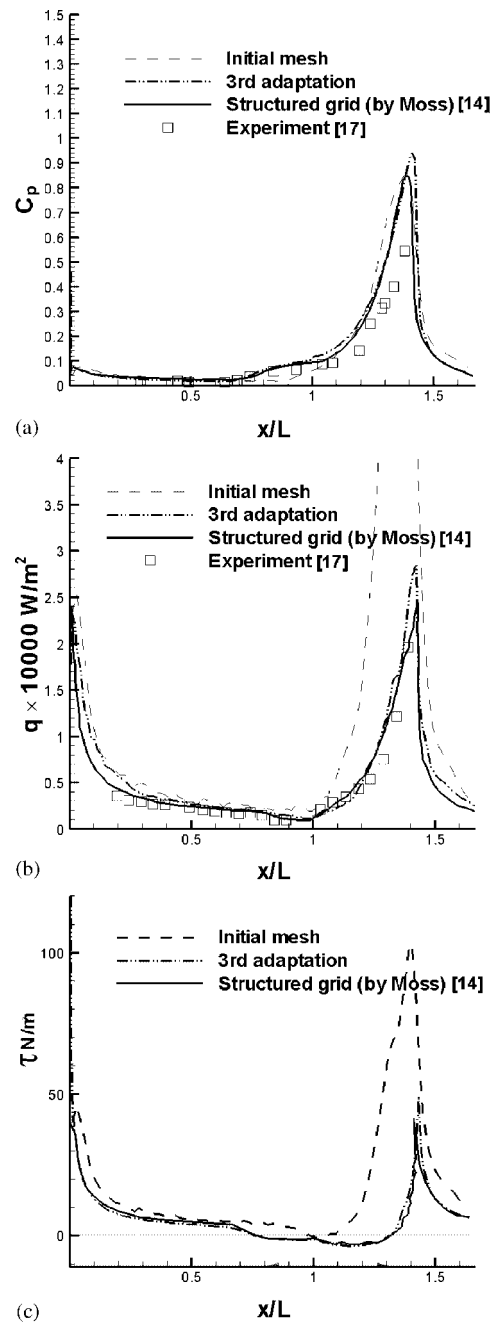 1.5
1.4
1.3
1.2
1.1
1
0.9
0.8
0.7
0.6
0.5
0.4
0.3
0.2
0.1
0
Cp
Initial mesh
3rd adaptation
Structured grid (by Moss) [14]
Experiment [17]
0.5
1
1.5
(a)
x/L
4
3.5
3
2.5
2
1.5
1
0.5
0
q × 10000 W/m²
Initial mesh
3rd adaptation
Structured grid (by Moss) [14]
Experiment [17]
0.5
1
1.5
(b)
x/L
100
50
0
τ N/m
Initial mesh
3rd adaptation
Structured grid (by Moss) [14]
0.5
1
1.5
(c)
x/L